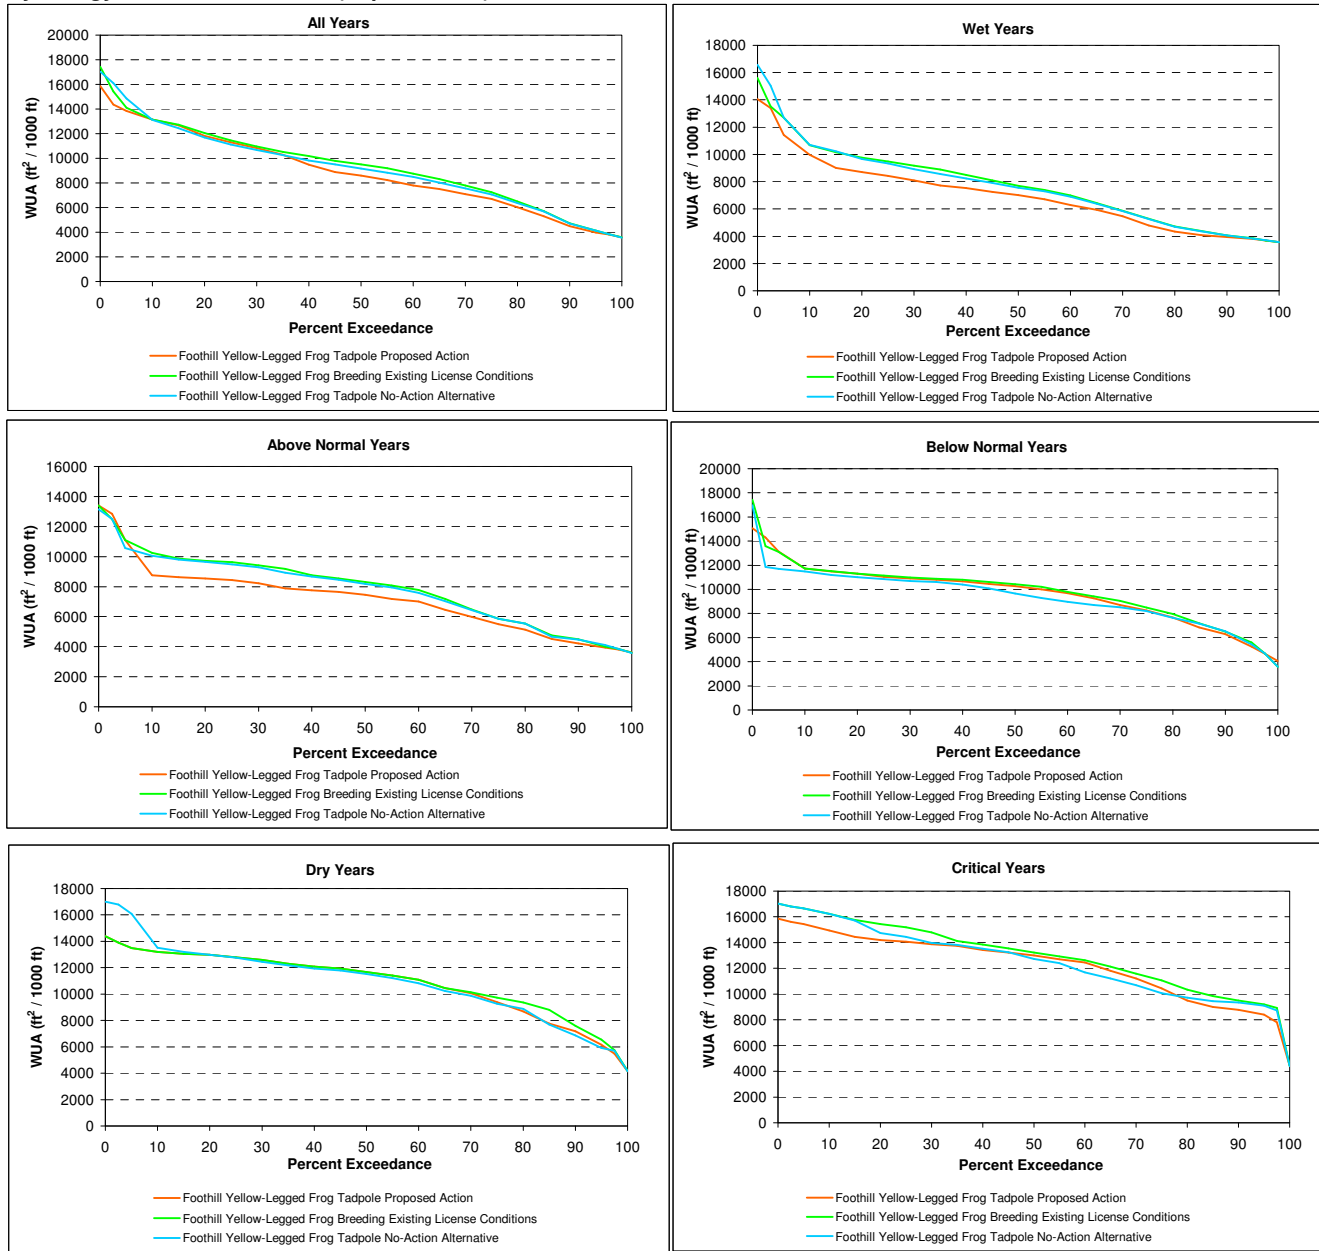 All Years
20000
18000
16000
14000
12000
10000
8000
6000
4000
2000
0
WUA (ft² / 1000 ft)
0 10 20 30 40 50 60 70 80 90 100
Percent Exceedance
Foothill Yellow-Legged Frog Tadpole Proposed Action
Foothill Yellow-Legged Frog Breeding Existing License Conditions
Foothill Yellow-Legged Frog Tadpole No-Action Alternative
Wet Years
18000
16000
14000
12000
10000
8000
6000
4000
2000
0
WUA (ft² / 1000 ft)
0 10 20 30 40 50 60 70 80 90 100
Percent Exceedance
Foothill Yellow-Legged Frog Tadpole Proposed Action
Foothill Yellow-Legged Frog Breeding Existing License Conditions
Foothill Yellow-Legged Frog Tadpole No-Action Alternative
Above Normal Years
16000
14000
12000
10000
8000
6000
4000
2000
0
WUA (ft² / 1000 ft)
0 10 20 30 40 50 60 70 80 90 100
Percent Exceedance
Foothill Yellow-Legged Frog Tadpole Proposed Action
Foothill Yellow-Legged Frog Breeding Existing License Conditions
Foothill Yellow-Legged Frog Tadpole No-Action Alternative
Below Normal Years
20000
18000
16000
14000
12000
10000
8000
6000
4000
2000
0
WUA (ft² / 1000 ft)
0 10 20 30 40 50 60 70 80 90 100
Percent Exceedance
Foothill Yellow-Legged Frog Tadpole Proposed Action
Foothill Yellow-Legged Frog Breeding Existing License Conditions
Foothill Yellow-Legged Frog Tadpole No-Action Alternative
Dry Years
18000
16000
14000
12000
10000
8000
6000
4000
2000
0
WUA (ft² / 1000 ft)
0 10 20 30 40 50 60 70 80 90 100
Percent Exceedance
Foothill Yellow-Legged Frog Tadpole Proposed Action
Foothill Yellow-Legged Frog Breeding Existing License Conditions
Foothill Yellow-Legged Frog Tadpole No-Action Alternative
Critical Years
18000
16000
14000
12000
10000
8000
6000
4000
2000
0
WUA (ft² / 1000 ft)
0 10 20 30 40 50 60 70 80 90 100
Percent Exceedance
Foothill Yellow-Legged Frog Tadpole Proposed Action
Foothill Yellow-Legged Frog Breeding Existing License Conditions
Foothill Yellow-Legged Frog Tadpole No-Action Alternative